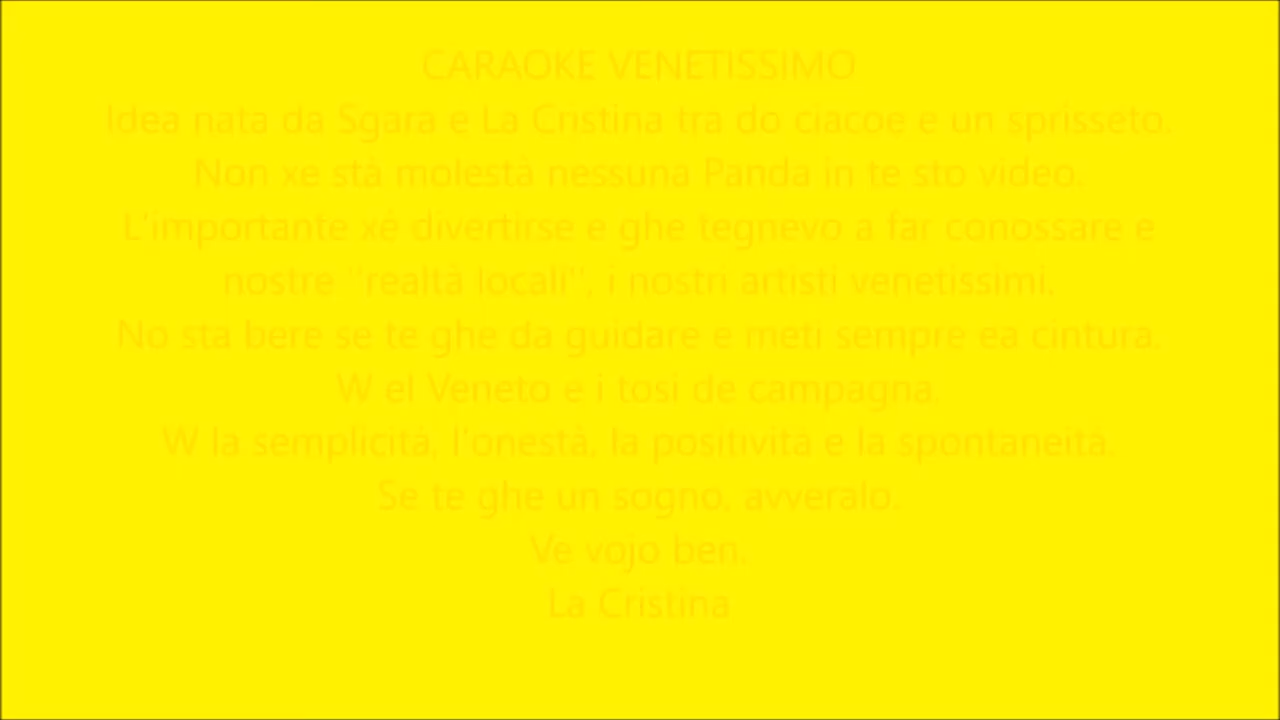 CARAOKE VENETISSIMO
Idea nata da Sgara e La Cristina tra do ciacoe e un sprisseto.
Non xe stà molestà nessuna Panda in te sto video.
L'importante xè divertirse e ghe tegnevo a far conossare e
nostre "realtà locali", i nostri artisti venetissimi.
No sta bere se te ghe da guidare e meti sempre ea cintura.
W el Veneto e i tosi de campagna.
W la semplicità, l'onestà, la positività e la spontaneità.
Se te ghe un sogno, avveralo.
Ve vojo ben.
La Cristina